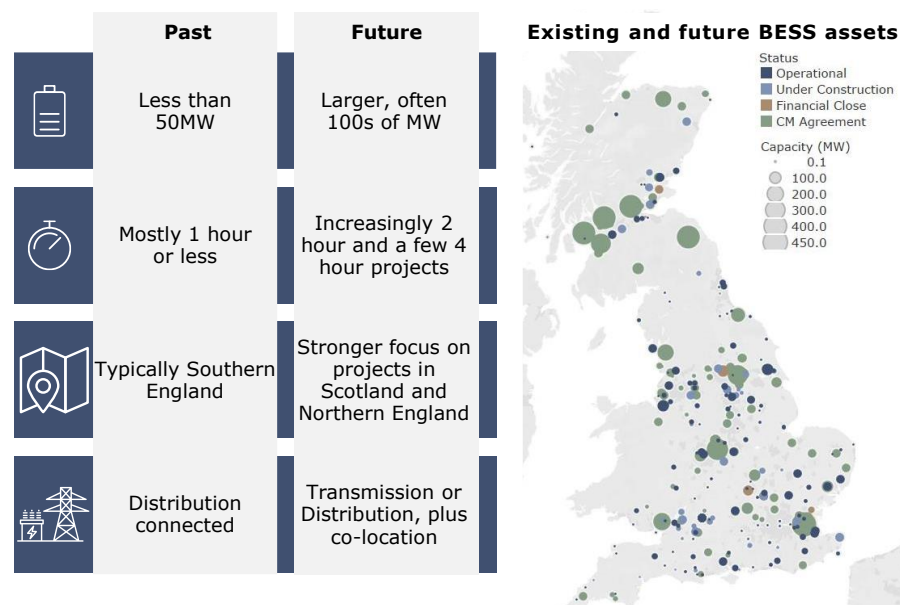 Past
Future
Less than
50MW
Larger, often
100s of MW
Mostly 1 hour
or less
Increasingly 2
hour and a few 4
hour projects
Typically Southern
England
Stronger focus on
projects in
Scotland and
Northern England
Distribution
connected
Transmission or
Distribution, plus
co-location
Existing and future BESS assets
Status
Operational
Under Construction
Financial Close
CM Agreement
Capacity (MW)
0.1
100.0
200.0
300.0
400.0
450.0